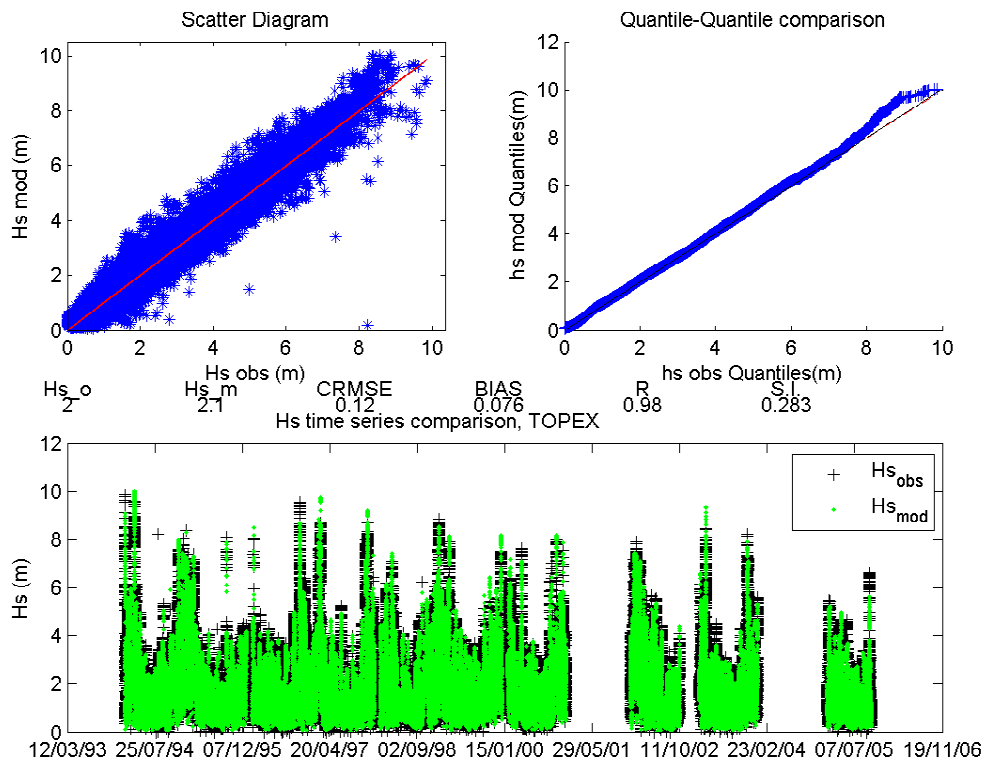 Scatter Diagram
Quantile-Quantile comparison
10
8
6
4
2
0
Hs mod (m)
0 2 4 6 8 10
Hs obs (m)
12
10
8
6
4
2
0
hs mod Quantiles(m)
0 2 4 6 8 10
hs obs Quantiles(m)
Hs_o Hs_m CRMSE BIAS R S.I.
2 2.1 0.12 0.076 0.98 0.283
Hs time series comparison, TOPEX
12
10
8
6
4
2
0
Hs (m)
Hs obs
Hs mod
12/03/93 25/07/94 07/12/95 20/04/97 02/09/98 15/01/00 29/05/01 11/10/02 23/02/04 07/07/05 19/11/06